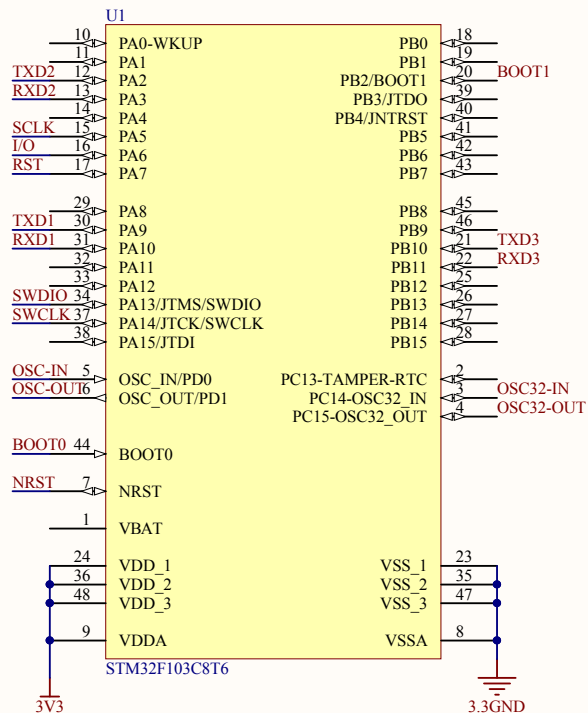 U1
10 PA0-WKUP PB0 18
11 PA1 PB1 19
TXD2 12 PA2 PB2/BOOT1 20 BOOT1
RXD2 13 PA3 PB3/JTDO 39
14 PA4 PB4/JNTRST 40
SCLK 15 PA5 PB5 41
I/O 16 PA6 PB6 42
RST 17 PA7 PB7 43
29 PA8 PB8 45
TXD1 30 PA9 PB9 46
RXD1 31 PA10 PB10 21 TXD3
32 PA11 PB11 22 RXD3
33 PA12 PB12 25
SWDIO 34 PA13/JTMS/SWDIO PB13 26
SWCLK 37 PA14/JTCK/SWCLK PB14 27
38 PA15/JTDI PB15 28
OSC-IN 5 OSC_IN/PD0 PC13-TAMPER-RTC 2
OSC-OUT 6 OSC_OUT/PD1 PC14-OSC32_IN 3 OSC32-IN
PC15-OSC32_OUT 4 OSC32-OUT
BOOT0 44 BOOT0
NRST 7 NRST
1 VBAT
24 VDD_1 VSS_1 23
36 VDD_2 VSS_2 35
48 VDD_3 VSS_3 47
9 VDDA VSSA 8
STM32F103C8T6
3V3 3.3GND